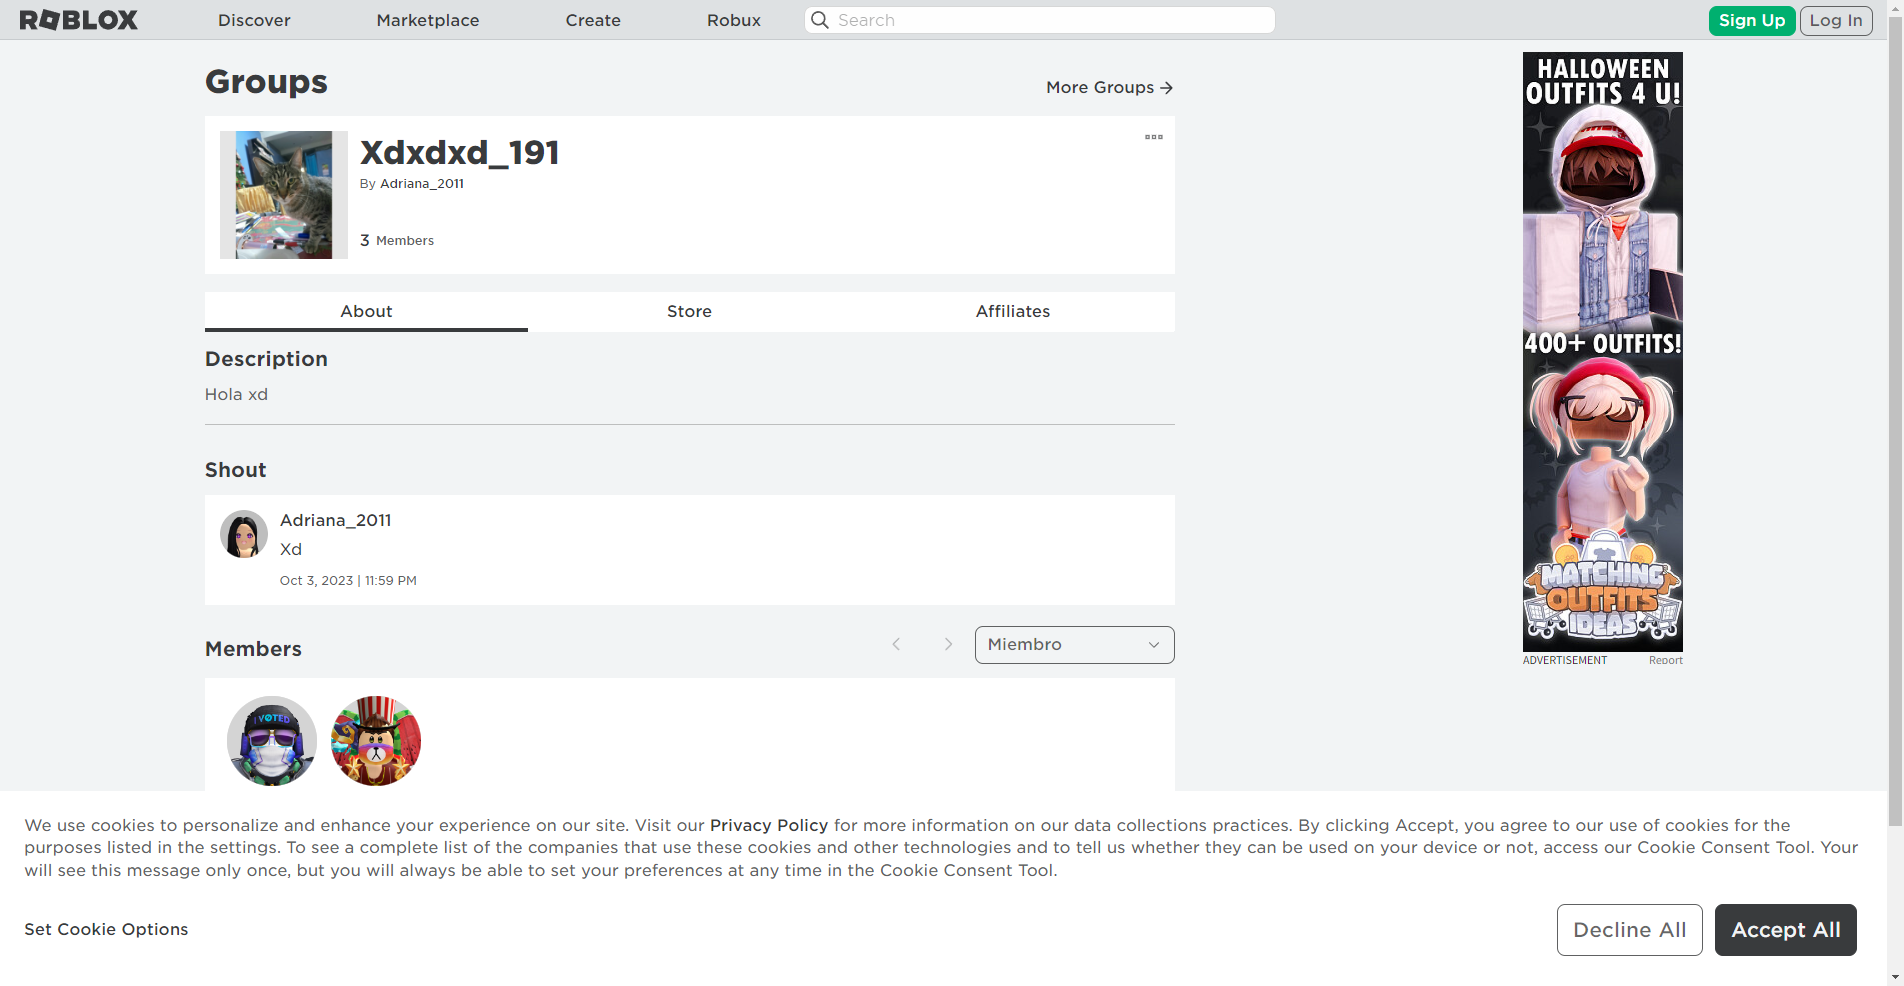 ROBLOX
Discover
Marketplace
Create
Robux
Search
Sign Up
Log In
Groups
More Groups
Xdxdxd_191
By Adriana_2011
3 Members
About
Store
Affiliates
Description
Hola xd
Shout
Adriana_2011
Xd
Oct 3, 2023 | 11:59 PM
Members
Miembro
I VOTED
HALLOWEEN
OUTFITS 4 U!
400+ OUTFITS!
MATCHING
OUTFITS
IDEAS
ADVERTISEMENT
Report
We use cookies to personalize and enhance your experience on our site. Visit our Privacy Policy for more information on our data collections practices. By clicking Accept, you agree to our use of cookies for the
purposes listed in the settings. To see a complete list of the companies that use these cookies and other technologies and to tell us whether they can be used on your device or not, access our Cookie Consent Tool. Your
will see this message only once, but you will always be able to set your preferences at any time in the Cookie Consent Tool.
Set Cookie Options
Decline All
Accept All